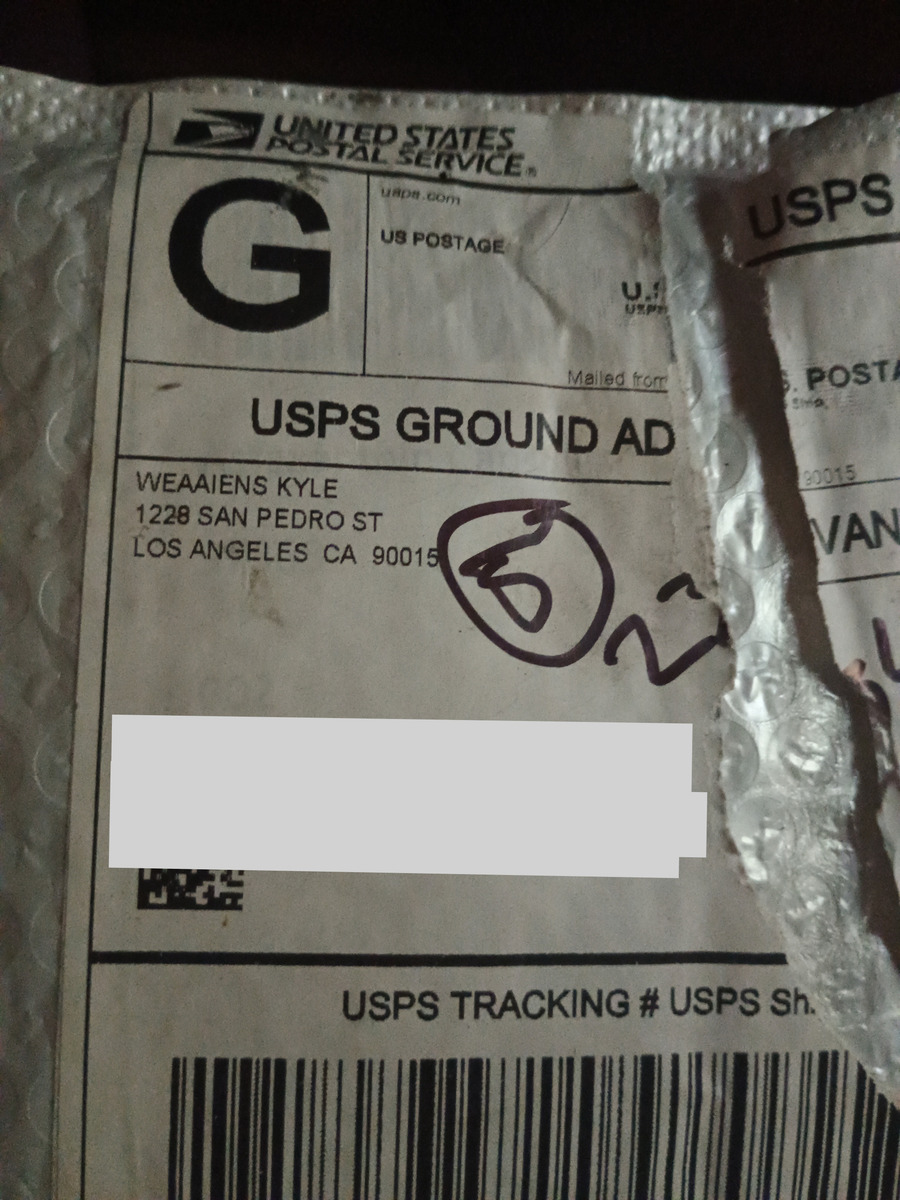 UNITED STATES
POSTAL SERVICE®
USPS
G
usps.com
US POSTAGE
U.S
Mailed from
S. POSTA
90015
USPS GROUND AD
VAN
WEAAIENS KYLE
1228 SAN PEDRO ST
LOS ANGELES CA 90015
5
USPS TRACKING # USPS Sh